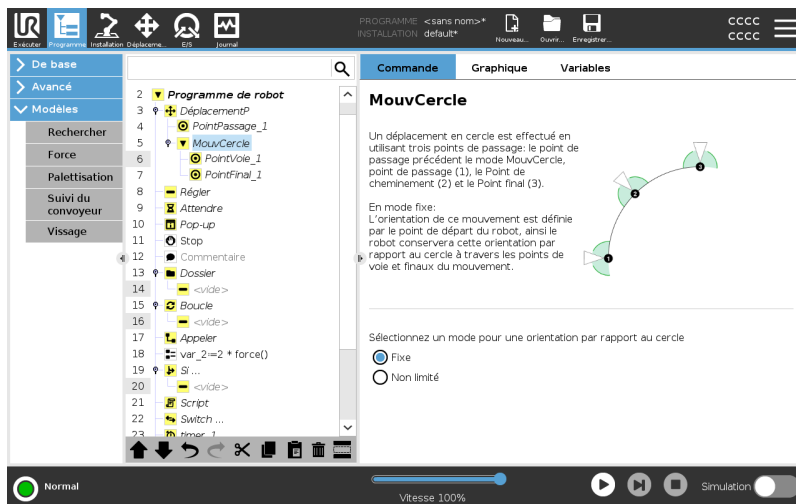 PROGRAMME <sans nom>*
INSTALLATION default*
UR
Exécuter
Programme
Installation
Déplaceme...
E/S
Journal
Nouveau...
Ouvrir...
Enregistrer...
cccc
cccc
De base
Avancé
Modèles
Rechercher
Force
Palettisation
Suivi du
convoyeur
Vissage
2 Programme de robot
3 DéplacementP
4 PointPassage_1
5 MouvCercle
6 PointVoie_1
7 PointFinal_1
8 Régler
9 Attendre
10 Pop-up
11 Stop
12 Commentaire
13 Dossier
14 <vide>
15 Boucle
16 <vide>
17 Appeler
18 var_2:=2 * force()
19 Si ...
20 <vide>
21 Script
22 Switch ...
23 timer_1
Commande Graphique Variables
MouvCercle
Un déplacement en cercle est effectué en
utilisant trois points de passage: le point de
passage précédent le mode MouvCercle,
point de passage (1), le Point de
cheminement (2) et le Point final (3).
En mode fixe:
L'orientation de ce mouvement est définie
par le point de départ du robot, ainsi le
robot conservera cette orientation par
rapport au cercle à travers les points de
voie et finaux du mouvement.
3
2
1
Sélectionnez un mode pour une orientation par rapport au cercle
Fixe
Non limité
Normal
Vitesse 100%
Simulation